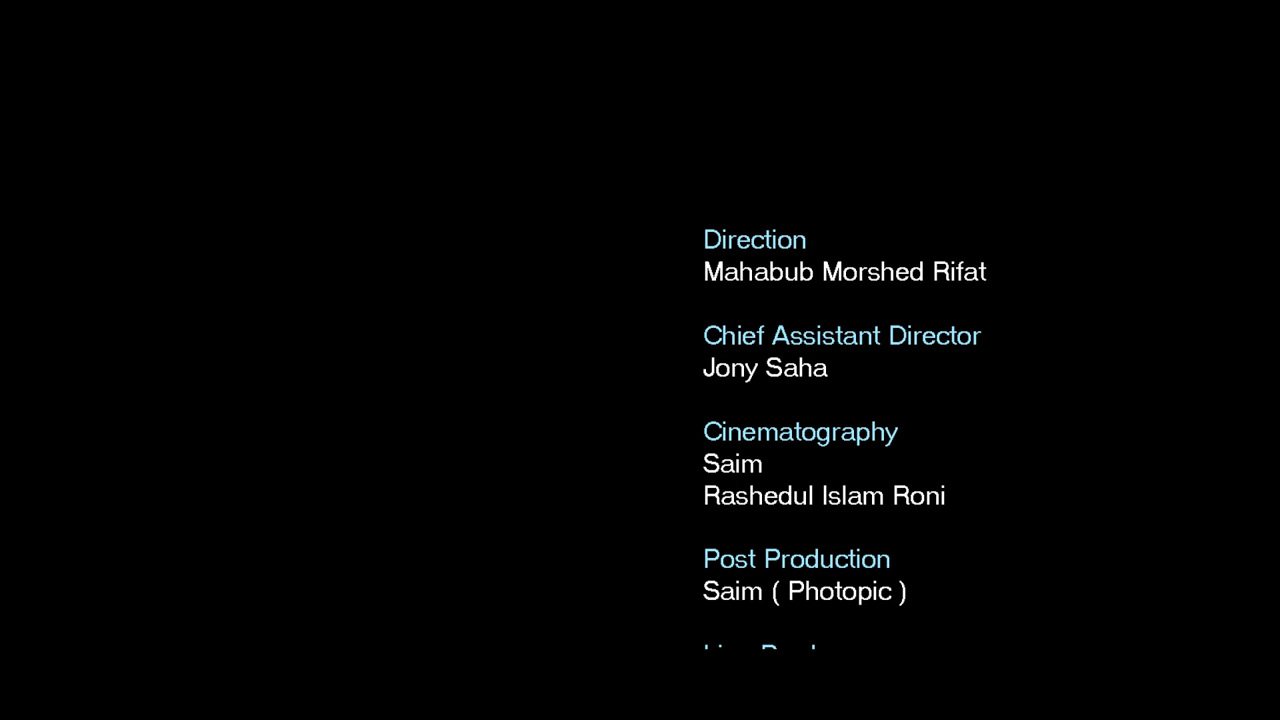 Direction
Mahabub Morshed Rifat
Chief Assistant Director
Jony Saha
Cinematography
Saim
Rashedul Islam Roni
Post Production
Saim ( Photopic )